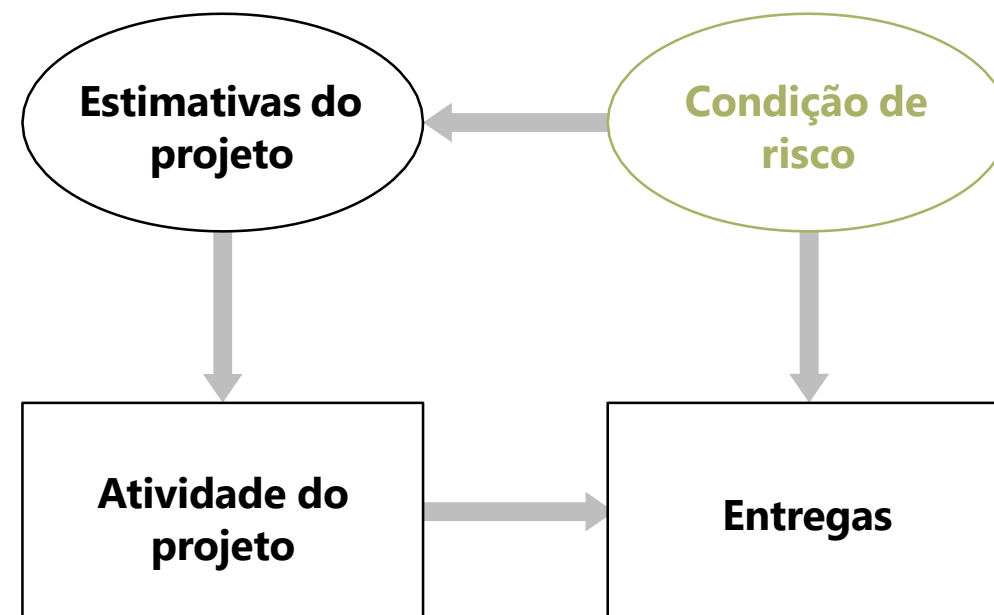 Estimativas do
projeto
Condição de
risco
Atividade do
projeto
Entregas